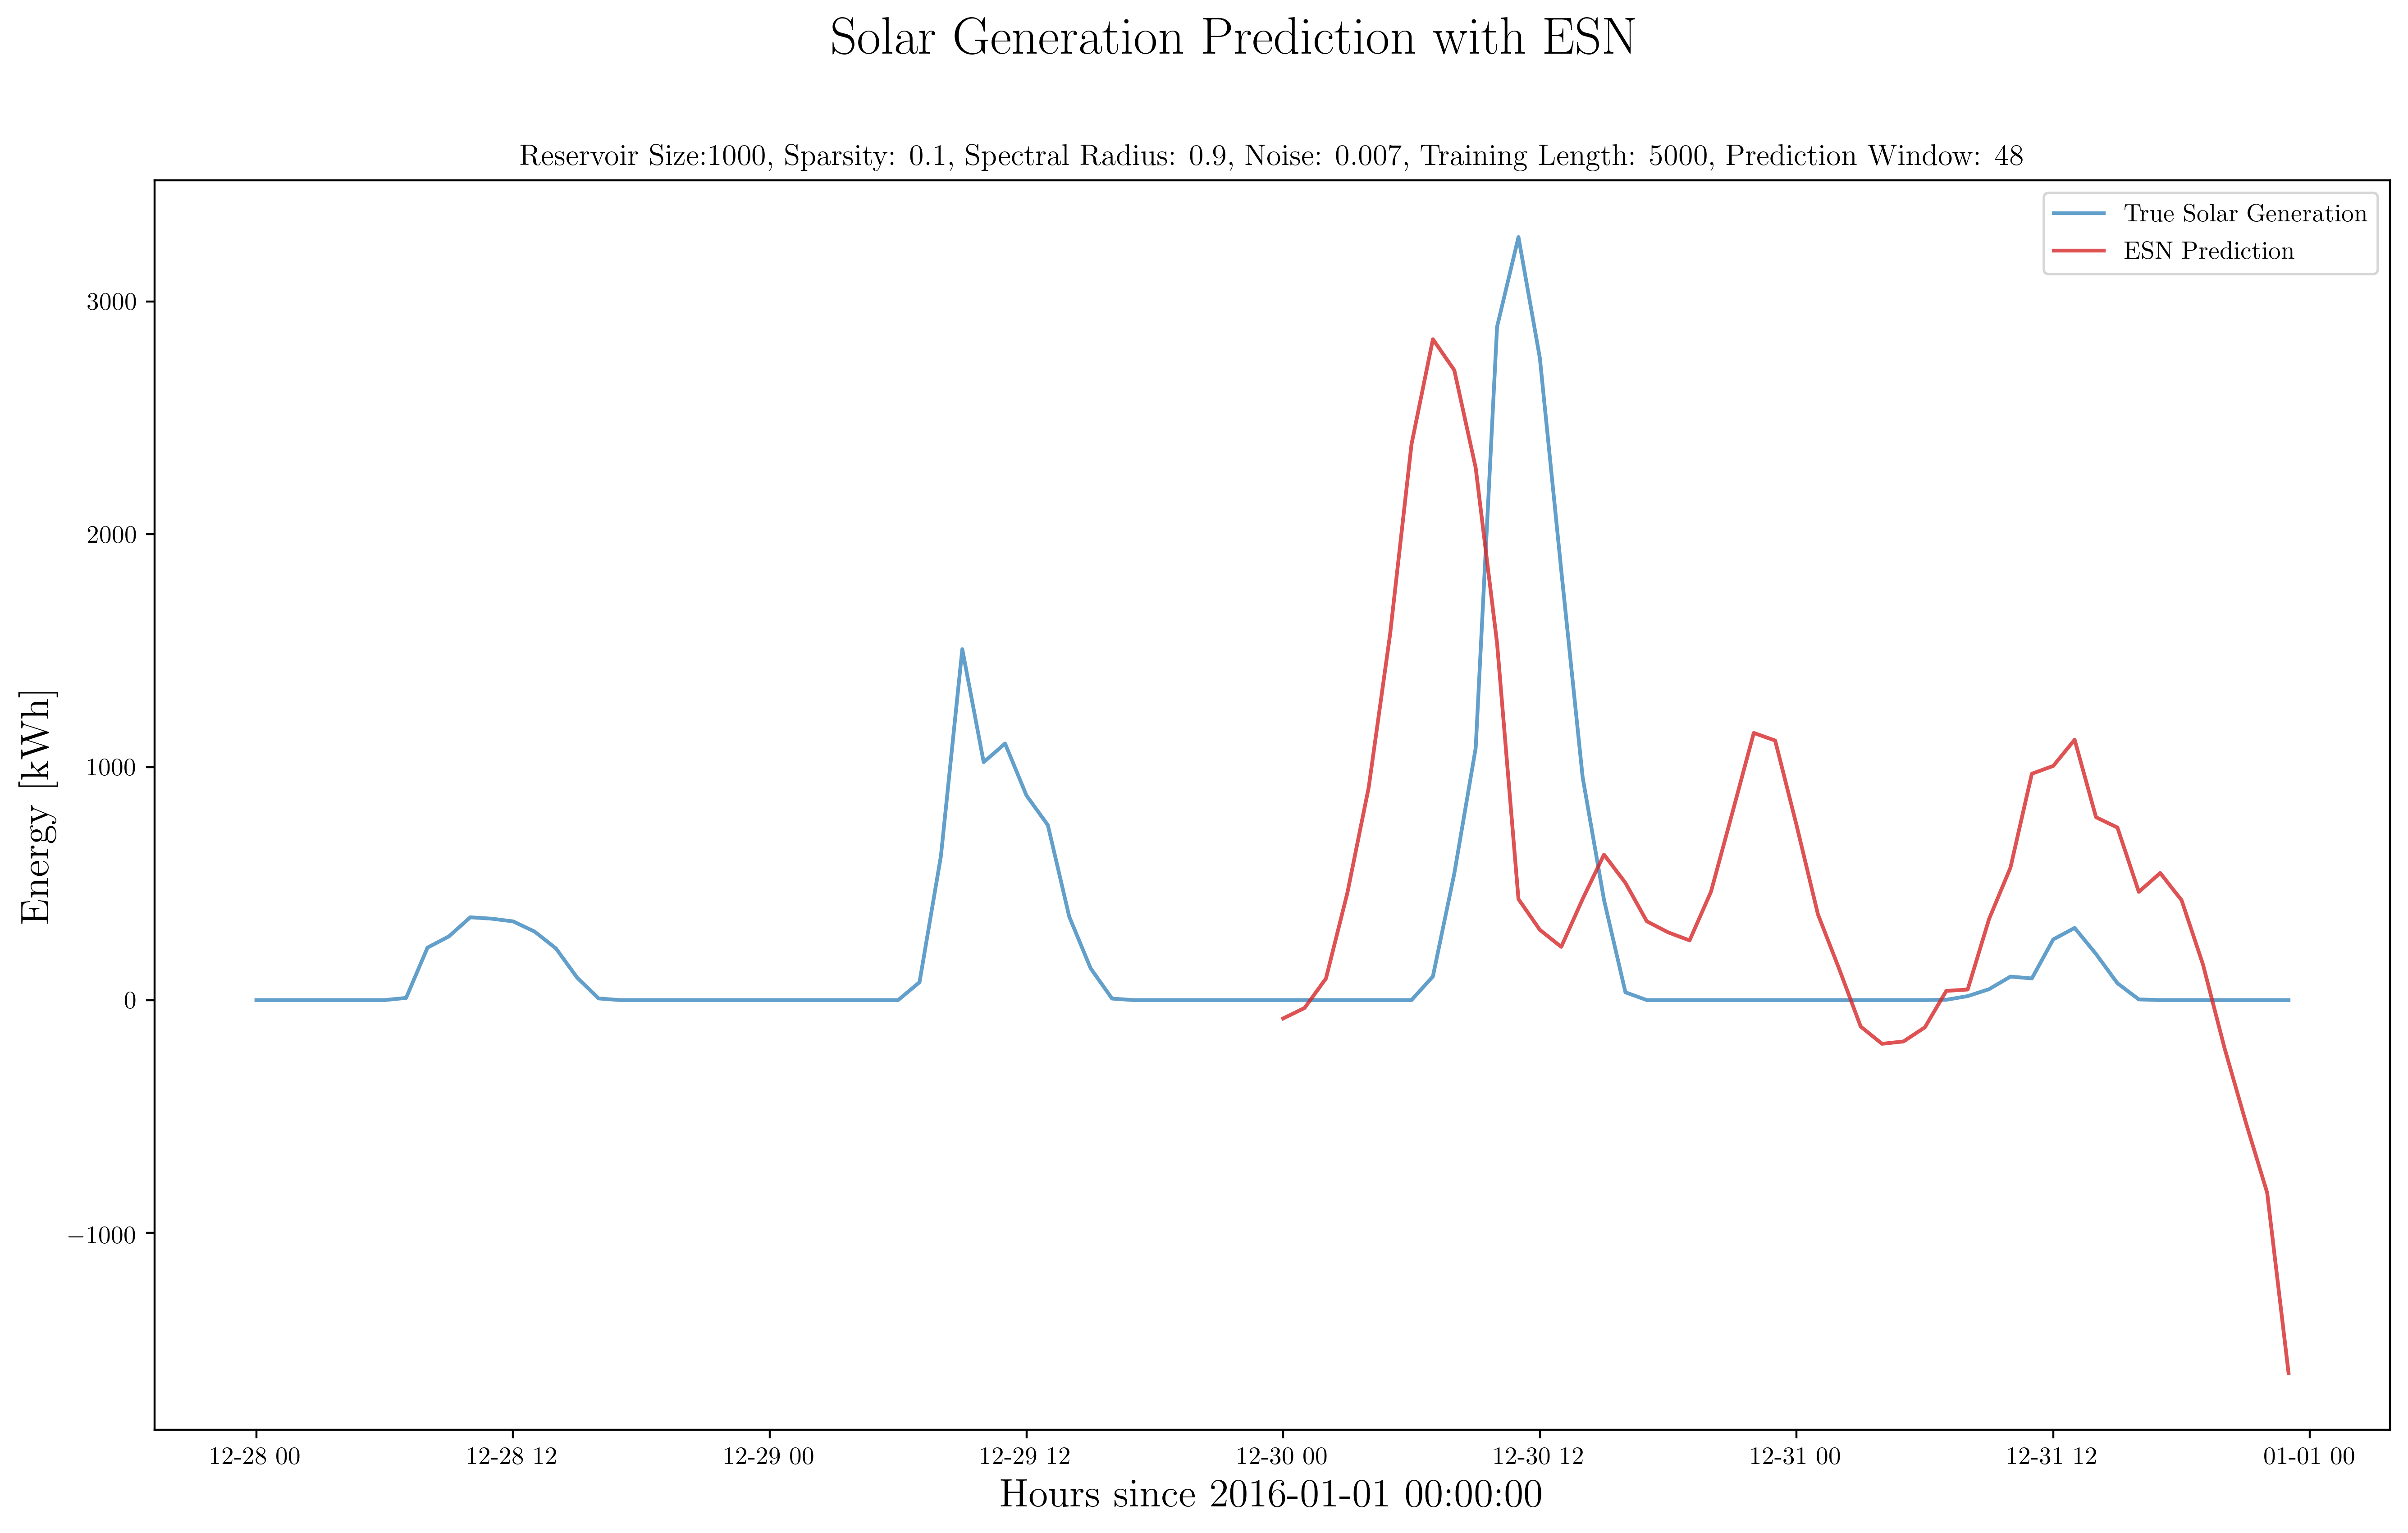 Solar Generation Prediction with ESN
Reservoir Size:1000, Sparsity: 0.1, Spectral Radius: 0.9, Noise: 0.007, Training Length: 5000, Prediction Window: 48
True Solar Generation
ESN Prediction
3000
2000
1000
0
−1000
Energy [kWh]
12-28 00 12-28 12 12-29 00 12-29 12 12-30 00 12-30 12 12-31 00 12-31 12 01-01 00
Hours since 2016-01-01 00:00:00